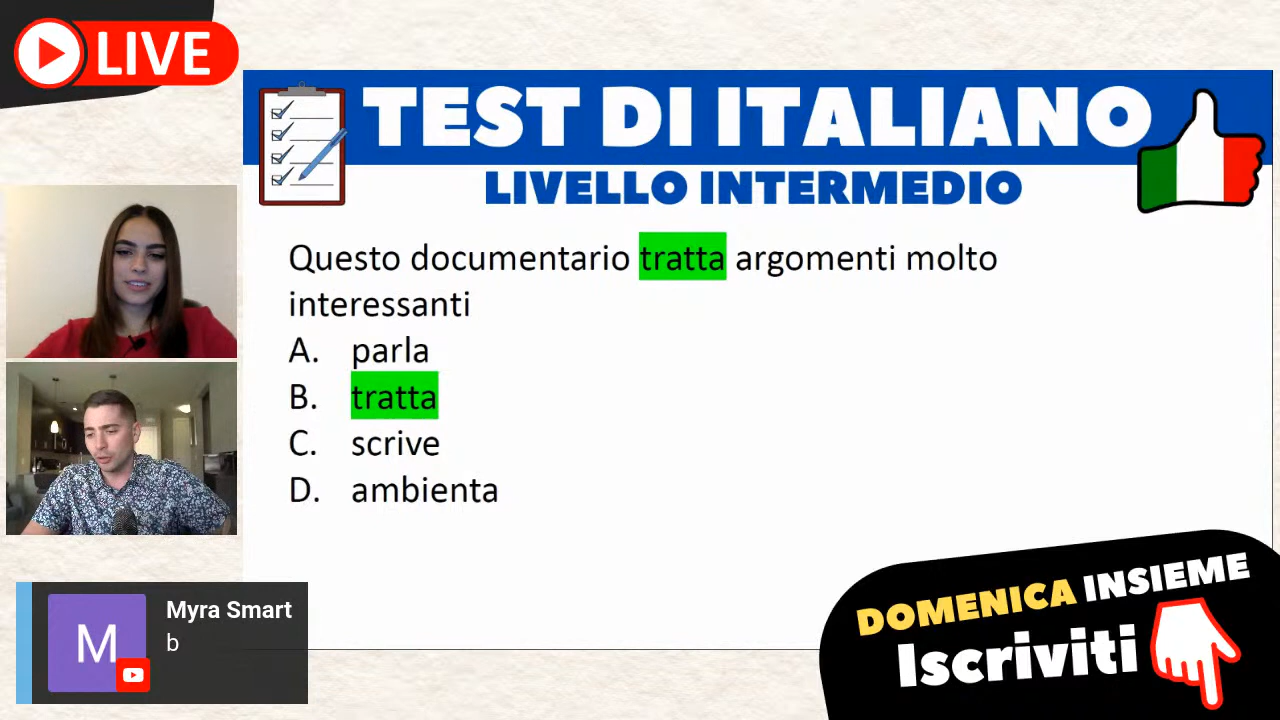 LIVE
TEST DI ITALIANO
LIVELLO INTERMEDIO
Questo documentario tratta argomenti molto
interessanti
A. parla
B. tratta
C. scrive
D. ambienta
M
Myra Smart
b
DOMENICA INSIEME
Iscriviti